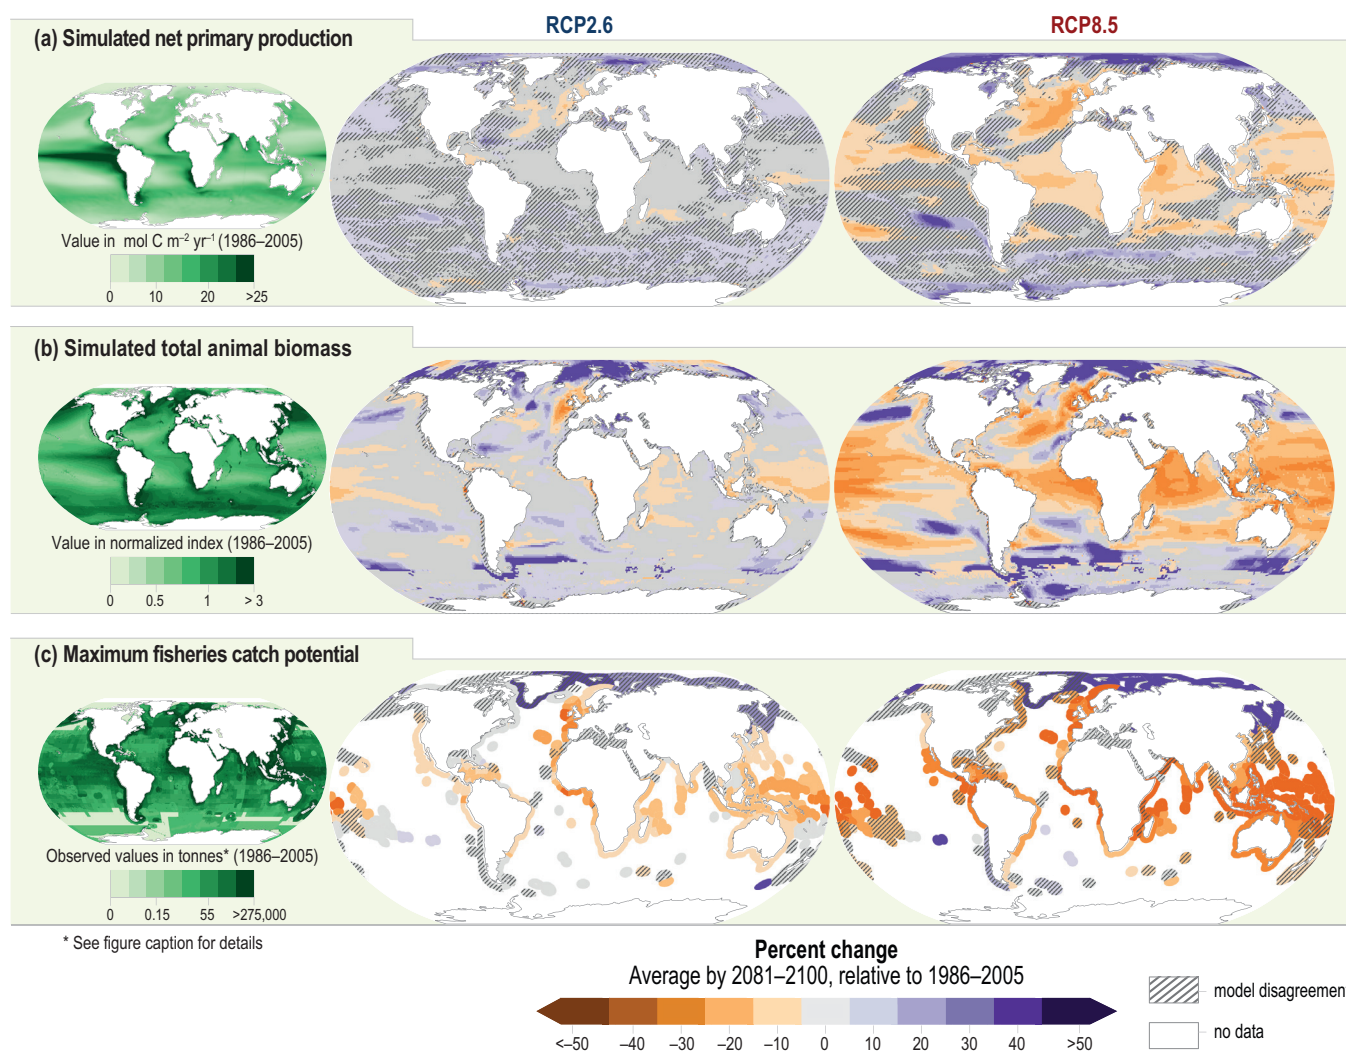 RCP2.6
RCP8.5
(a) Simulated net primary production
Value in mol C m⁻² yr⁻¹ (1986–2005)
0 10 20 >25
(b) Simulated total animal biomass
Value in normalized index (1986–2005)
0 0.5 1 > 3
(c) Maximum fisheries catch potential
Observed values in tonnes* (1986–2005)
0 0.15 55 >275,000
* See figure caption for details
Percent change
Average by 2081–2100, relative to 1986–2005
<–50 –40 –30 –20 –10 0 10 20 30 40 >50
model disagreemen
no data